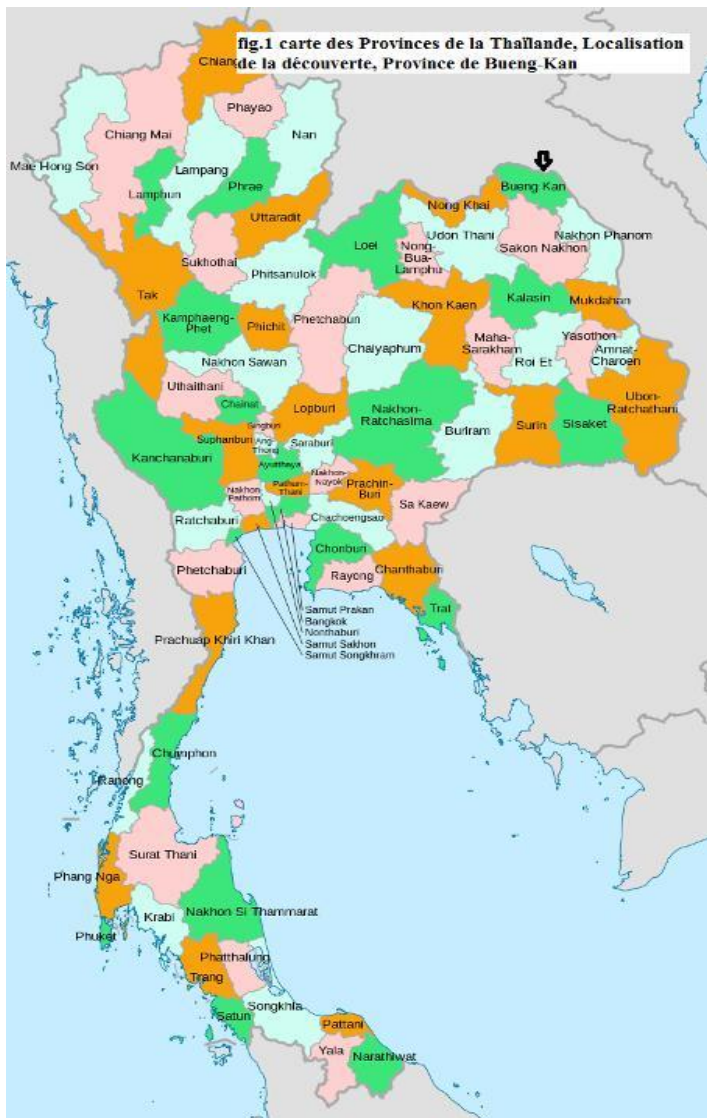 fig.1 carte des Provinces de la Thaïlande, Localisation
de la découverte, Province de Bueng-Kan
Chiang
Phayao
Chiang Mai
Nan
Mae Hong Son
Lampang
Lamphun
Phrae
Bueng Kan
Uttaradit
Nong Khai
Loei
Udon Thani
Nakhon Phanom
Sukhothai
Nong-
Bua-
Lamphu
Sakon Nakhon
Phitsanulok
Tak
Khon Kaen
Kalasin
Mukdahan
Kamphaeng-
Phet
Phichit
Phetchabun
Maha-
Sarakham
Roi Et
Yasothon
Amnat-
Charoen
Nakhon Sawan
Chaiyaphum
Uthaithani
Chainat
Lopburi
Nakhon-
Ratchasima
Buriram
Surin
Sisaket
Ubon-
Ratchathani
Singburi
Suphanburi
Ang-
Thong
Saraburi
Kanchanaburi
Ayutthaya
Nakhon-
Nayok
Pathum-
Thani
Prachin-
Buri
Nakhon
Pathom
Sa Kaew
Ratchaburi
Chachoengsao
Chonburi
Phetchaburi
Rayong
Chanthaburi
Trat
Samut Prakan
Bangkok
Nonthaburi
Samut Sakhon
Samut Songkhram
Prachuap Khiri Khan
Chumphon
Ranong
Surat Thani
Phang Nga
Nakhon Si Thammarat
Krabi
Phuket
Phatthalung
Trang
Songkhla
Satun
Pattani
Yala
Narathiwat